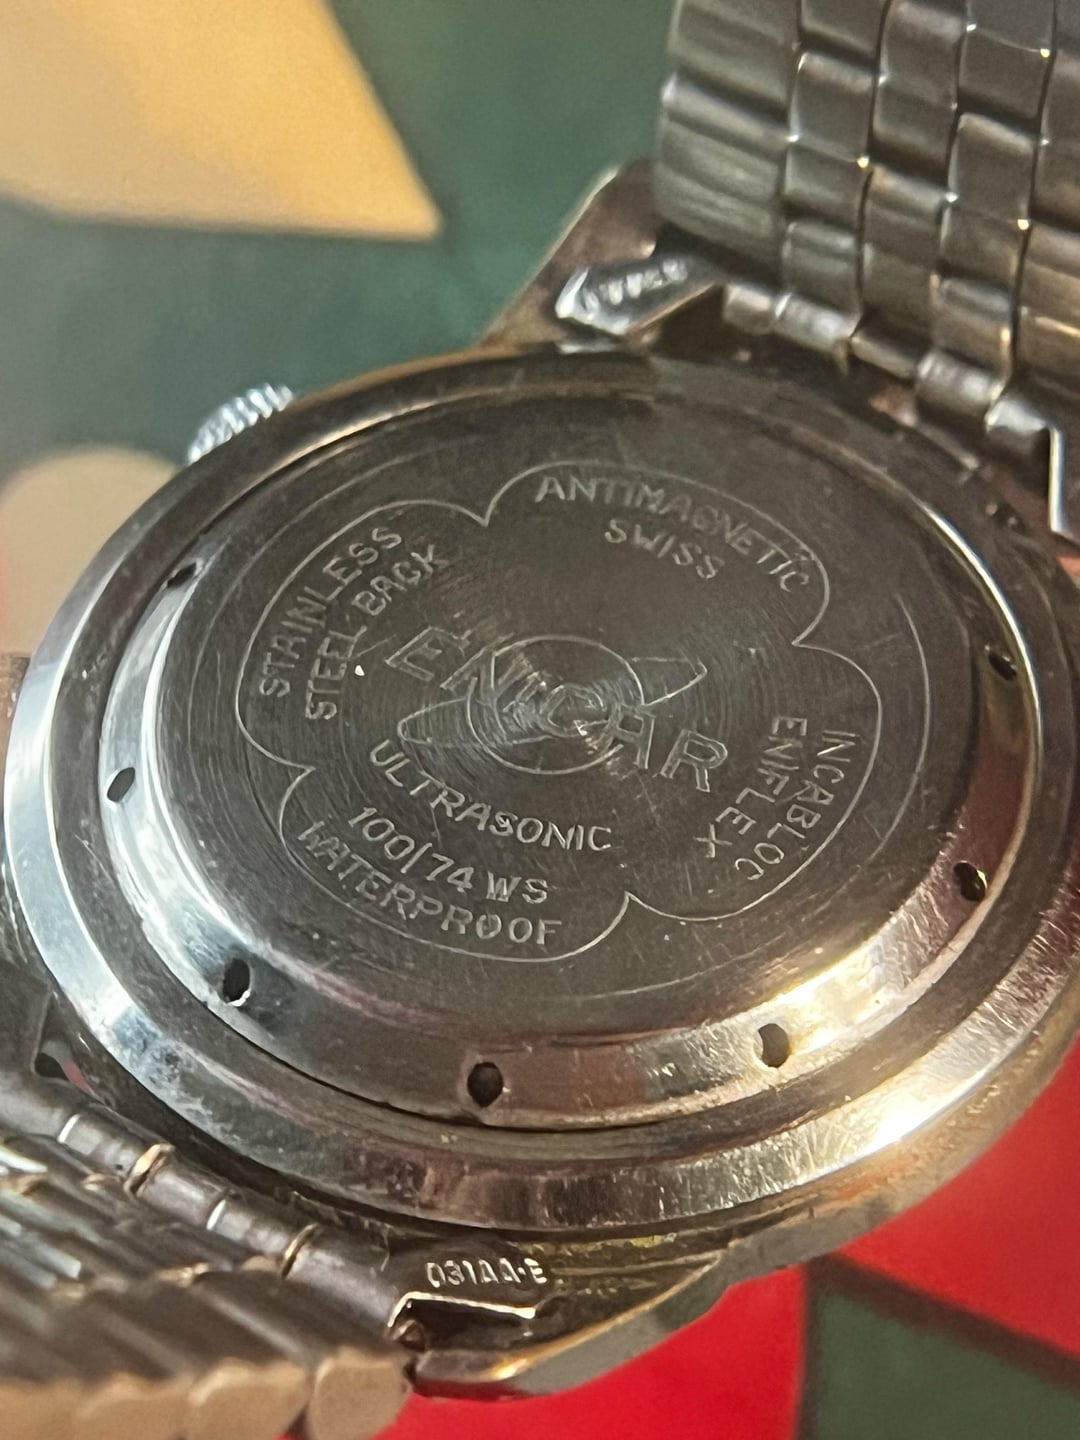 ANTIMAGNETIC
SWISS
STAINLESS
STEEL BACK
ENICAR
ULTRASONIC
100/74 WS
WATERPROOF
INCABLOC
ENIFLEX
031AA-E